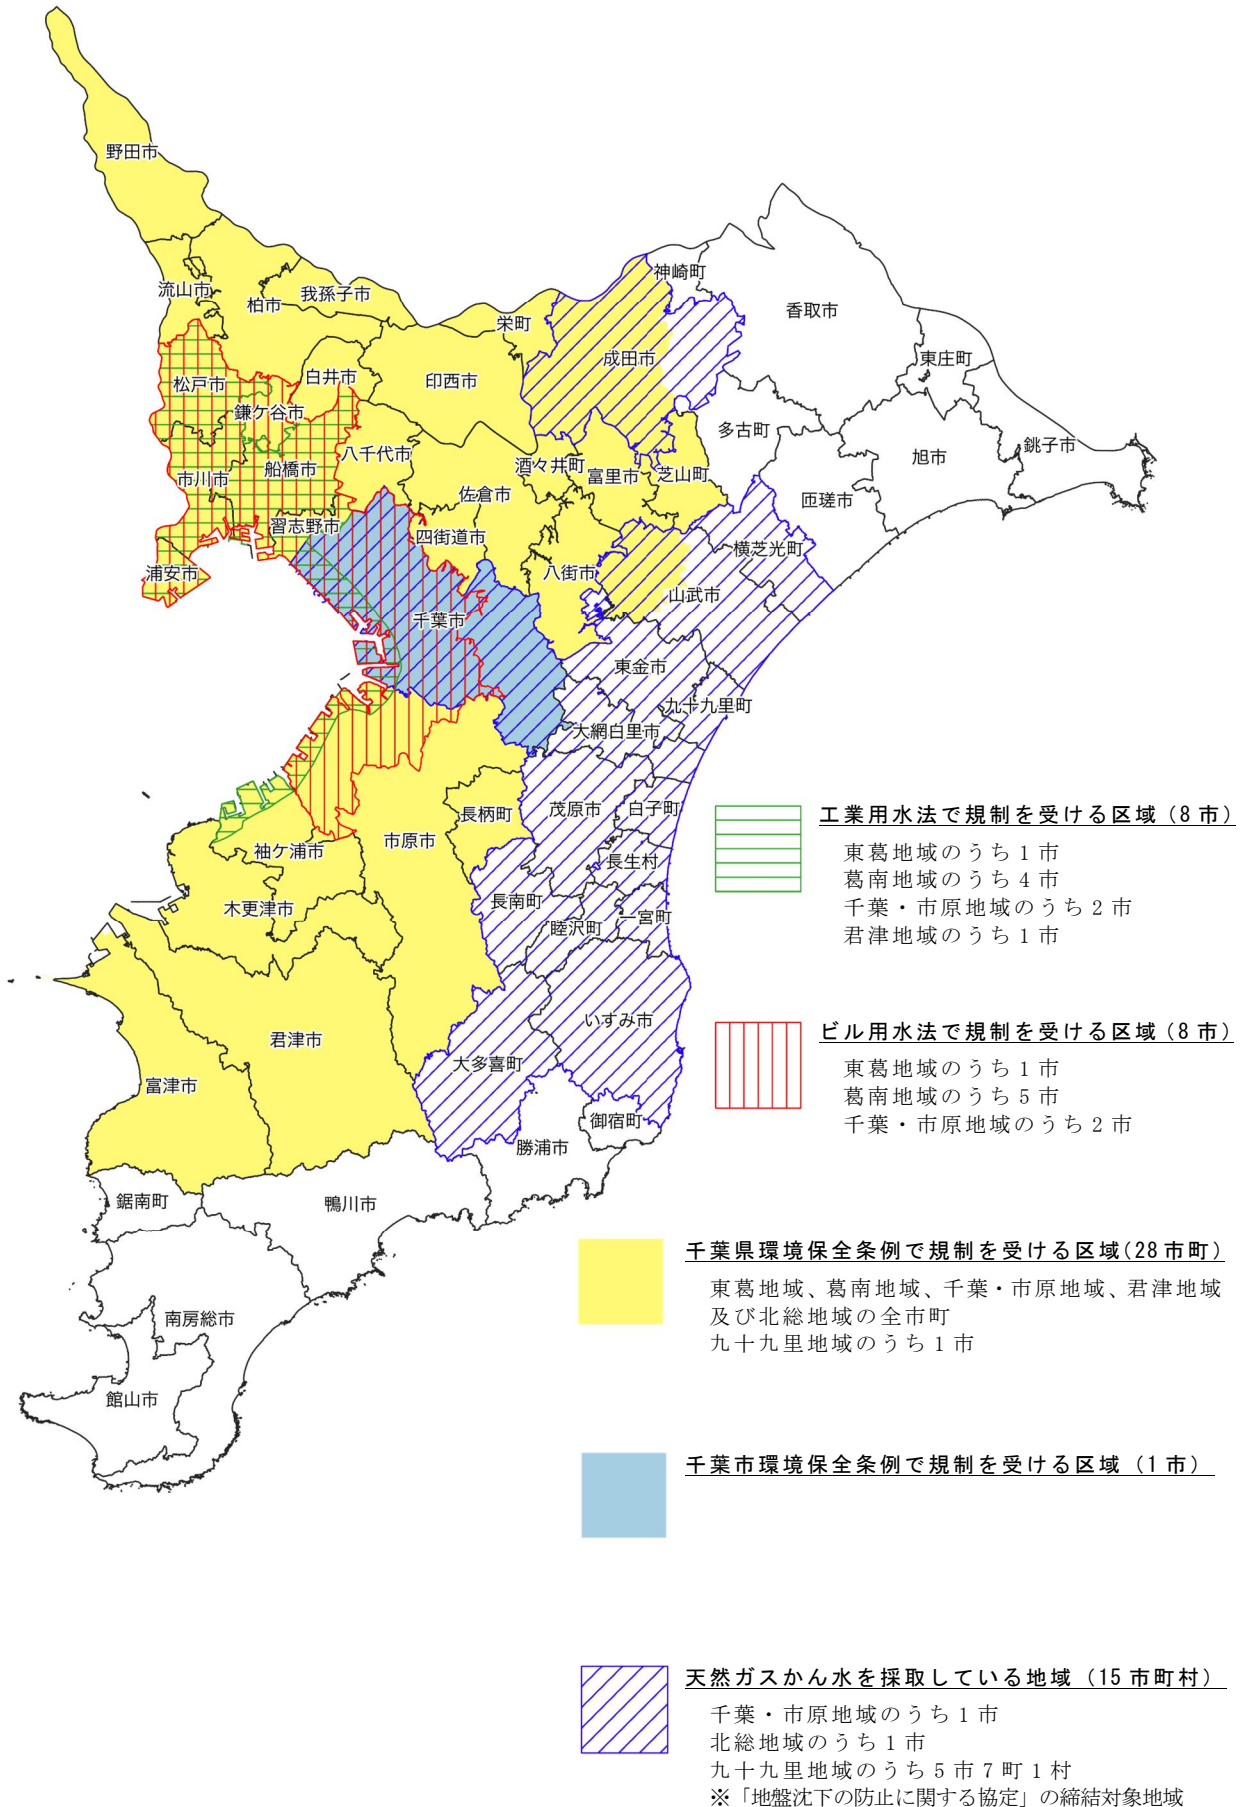 野田市
流山市
柏市
我孫子市
栄町
神崎町
香取市
東庄町
銚子市
成田市
松戸市
鎌ケ谷市
白井市
印西市
多古町
旭市
市川市
船橋市
八千代市
酒々井町
富里市
芝山町
匝瑳市
佐倉市
習志野市
四街道市
浦安市
八街市
横芝光町
山武市
千葉市
東金市
九十九里町
大網白里市
茂原市
白子町
長柄町
市原市
袖ケ浦市
長生村
長南町
木更津市
睦沢町
一宮町
いすみ市
君津市
大多喜町
富津市
御宿町
勝浦市
鋸南町
鴨川市
南房総市
館山市
工業用水法で規制を受ける区域(8市)
東葛地域のうち1市
葛南地域のうち4市
千葉・市原地域のうち2市
君津地域のうち1市
ビル用水法で規制を受ける区域(8市)
東葛地域のうち1市
葛南地域のうち5市
千葉・市原地域のうち2市
千葉県環境保全条例で規制を受ける区域(28市町)
東葛地域、葛南地域、千葉・市原地域、君津地域
及び北総地域の全市町
九十九里地域のうち1市
千葉市環境保全条例で規制を受ける区域(1市)
天然ガスかん水を採取している地域(15市町村)
千葉・市原地域のうち1市
北総地域のうち1市
九十九里地域のうち5市7町1村
※「地盤沈下の防止に関する協定」の締結対象地域